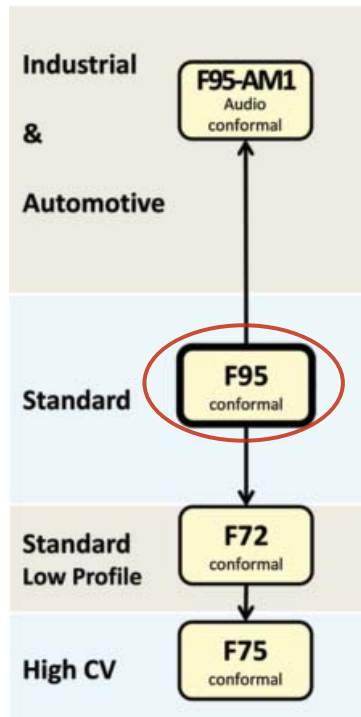 Industrial
&
Automotive
F95-AM1
Audio
conformal
Standard
F95
conformal
Standard
Low Profile
F72
conformal
High CV
F75
conformal